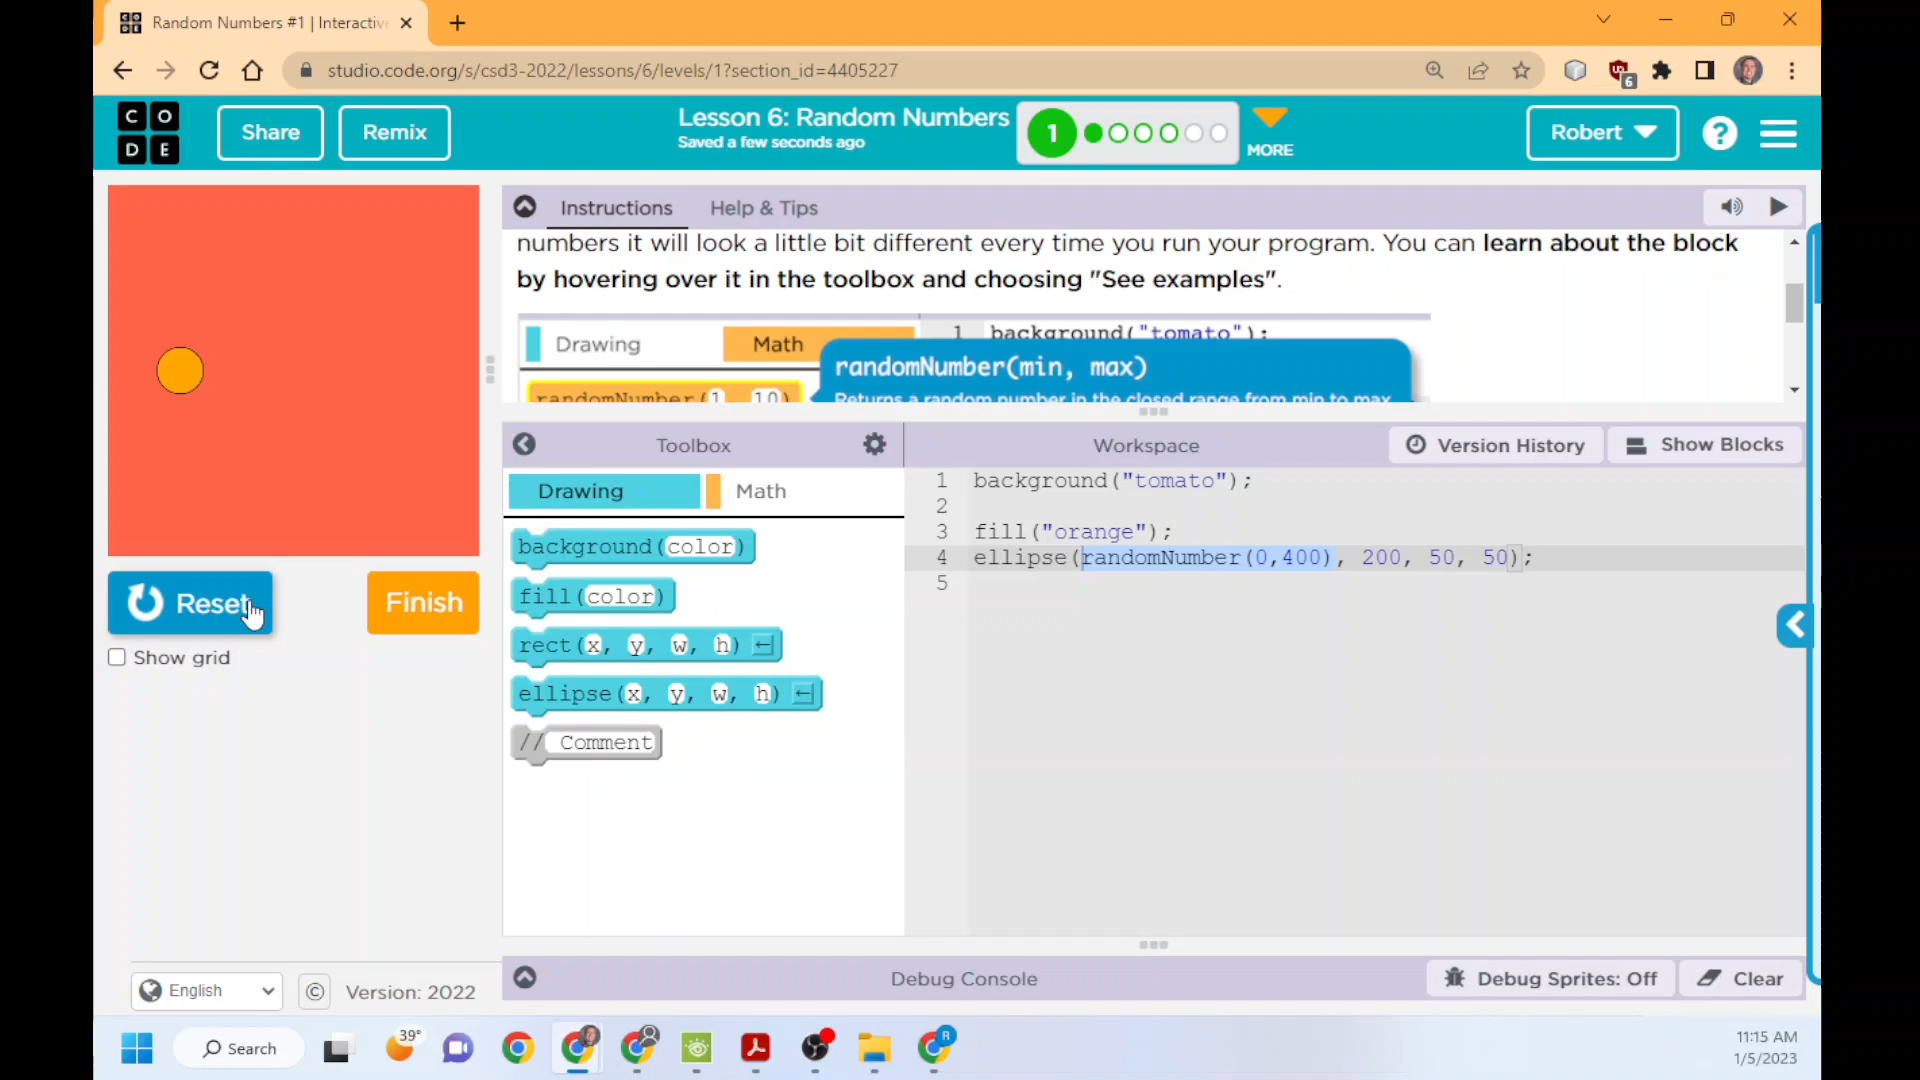 Random Numbers #1 | Interactiv
studio.code.org/s/csd3-2022/lessons/6/levels/1?section_id=4405227
6
C O
D E
Share
Remix
Lesson 6: Random Numbers
Saved a few seconds ago
1
MORE
Robert
?
Instructions
Help & Tips
numbers it will look a little bit different every time you run your program. You can learn about the block
by hovering over it in the toolbox and choosing "See examples".
Drawing
Math
1 background("tomato");
randomNumber(1, 10)
randomNumber(min, max)
Returns a random number in the closed range from min to max
Toolbox
Workspace
Version History
Show Blocks
Drawing
Math
background(color)
fill(color)
rect(x, y, w, h)
ellipse(x, y, w, h)
// Comment
1 background("tomato");
2
3 fill("orange");
4 ellipse(randomNumber(0,400), 200, 50, 50);
5
Reset
Finish
Show grid
English
©
Version: 2022
Debug Console
Debug Sprites: Off
Clear
Search
39°
R
11:15 AM
1/5/2023